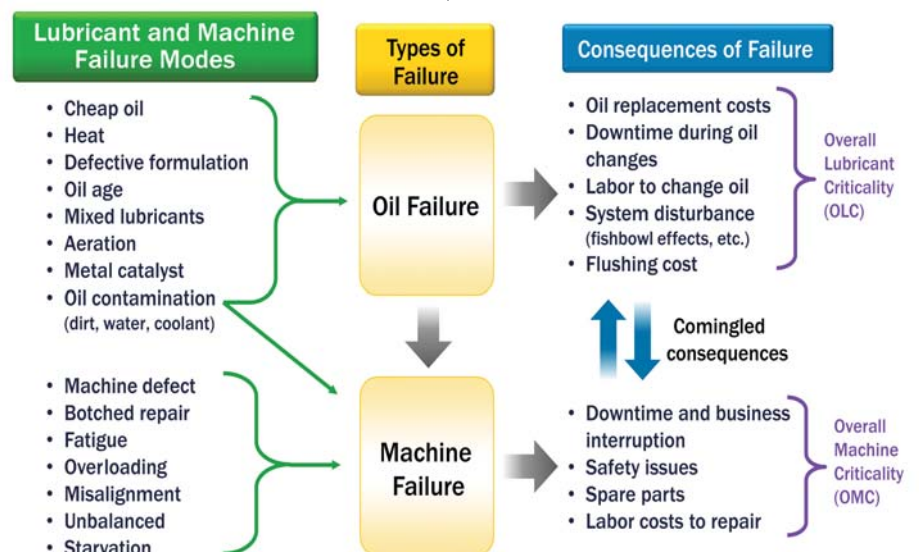 Lubricant and Machine
Failure Modes
Types of
Failure
Consequences of Failure
• Cheap oil
• Heat
• Defective formulation
• Oil age
• Mixed lubricants
• Aeration
• Metal catalyst
• Oil contamination
(dirt, water, coolant)
Oil Failure
• Oil replacement costs
• Downtime during oil
changes
• Labor to change oil
• System disturbance
(fishbowl effects, etc.)
• Flushing cost
Overall
Lubricant
Criticality
(OLC)
Comingled
consequences
• Machine defect
• Botched repair
• Fatigue
• Overloading
• Misalignment
• Unbalanced
• Starvation
Machine
Failure
• Downtime and business
interruption
• Safety issues
• Spare parts
• Labor costs to repair
Overall
Machine
Criticality
(OMC)